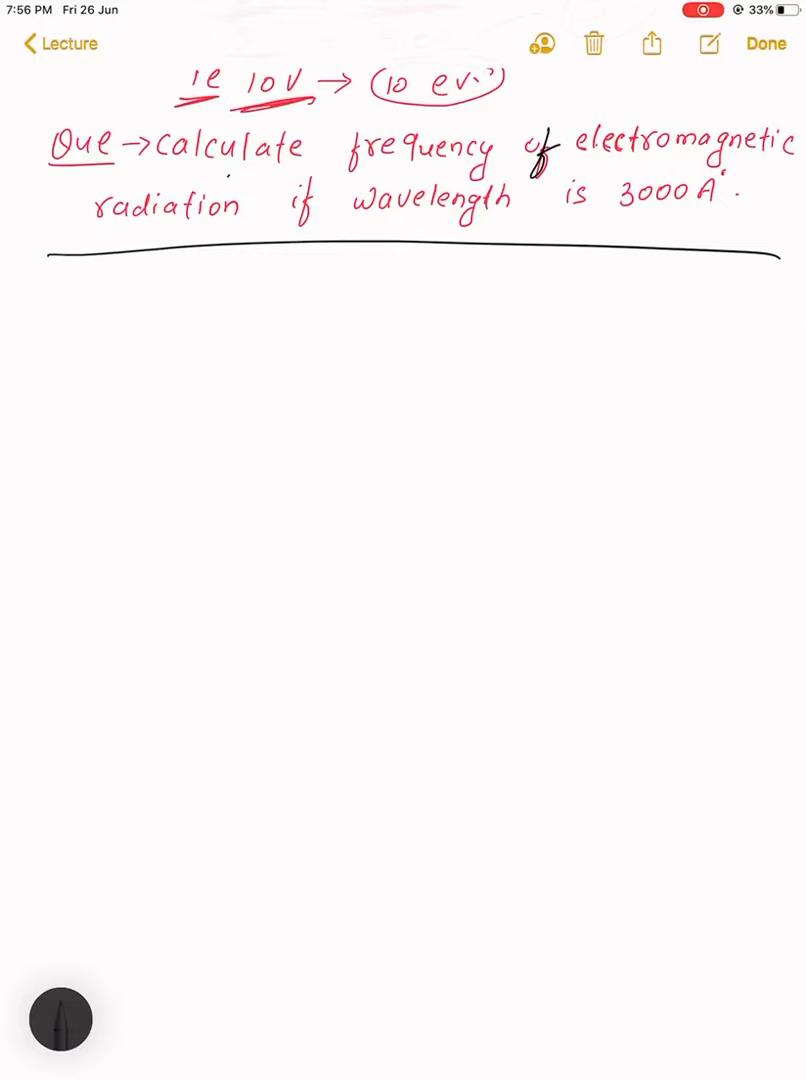 7:56 PM Fri 26 Jun 33%
Lecture Done
1e 10V → (10 eV)
Que → calculate frequency of electromagnetic
radiation if wavelength is 3000 A°.